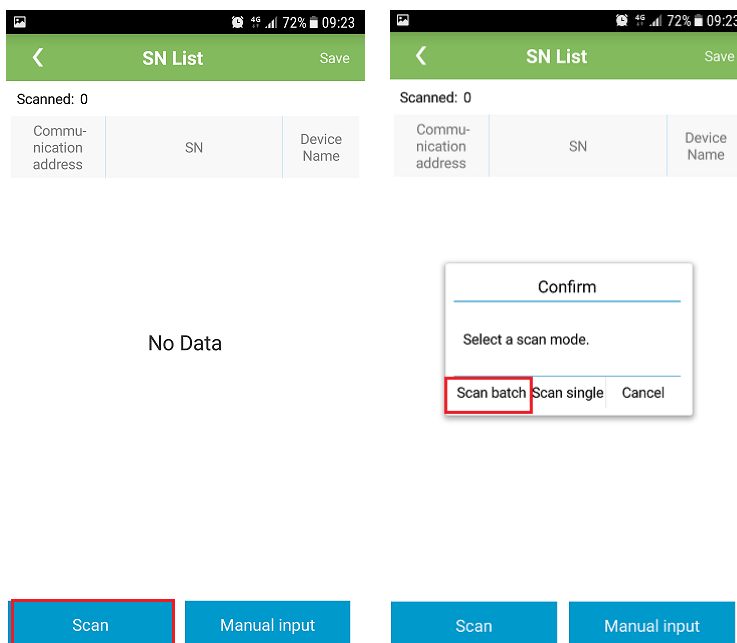 4G 72% 09:23
SN List Save
Scanned: 0
Commu-
nication
address
SN
Device
Name
No Data
Scan Manual input
4G 72% 09:23
SN List Save
Scanned: 0
Commu-
nication
address
SN
Device
Name
Confirm
Select a scan mode.
Scan batch Scan single Cancel
Scan Manual input